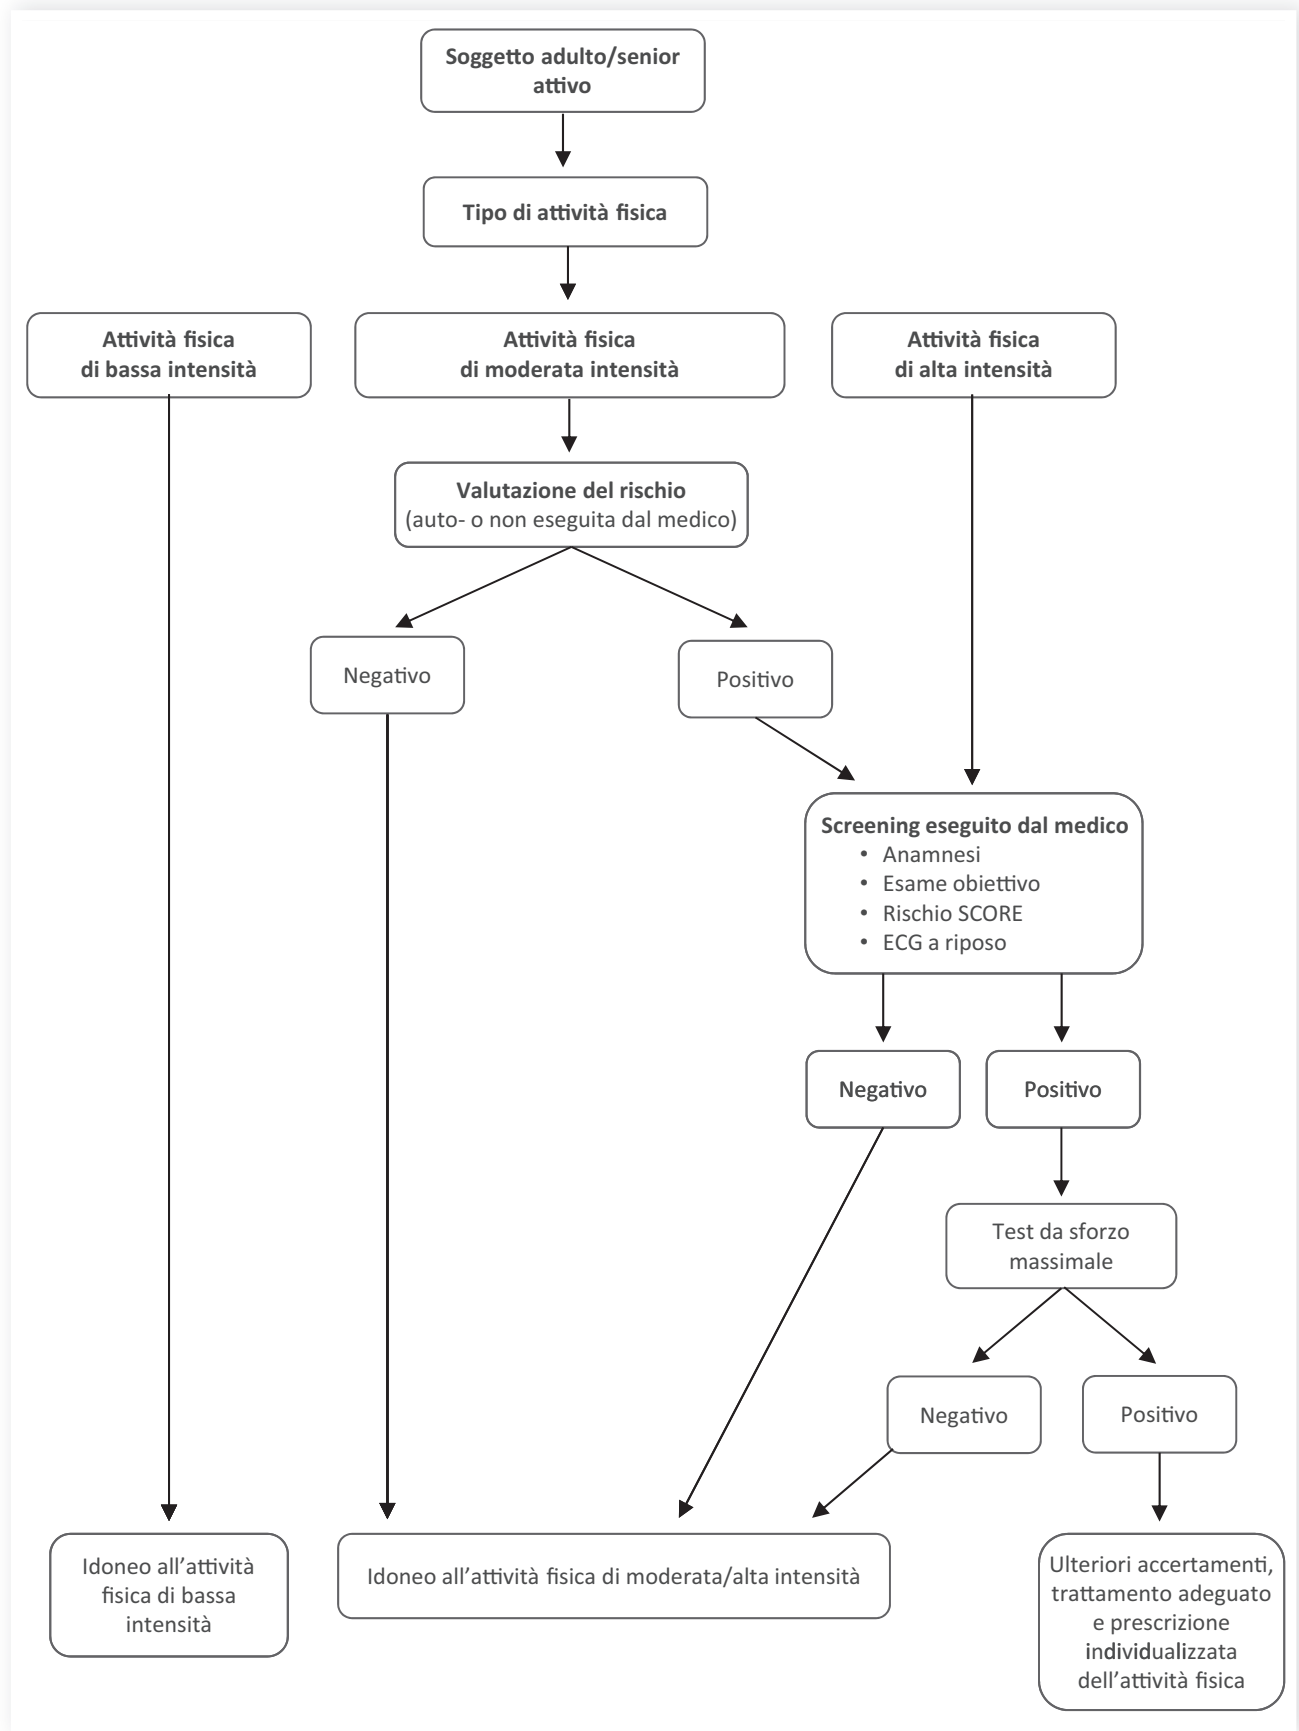 Soggetto adulto/senior
attivo
Tipo di attività fisica
Attività fisica
di bassa intensità
Attività fisica
di moderata intensità
Attività fisica
di alta intensità
Valutazione del rischio
(auto- o non eseguita dal medico)
Negativo
Positivo
Screening eseguito dal medico
• Anamnesi
• Esame obiettivo
• Rischio SCORE
• ECG a riposo
Negativo
Positivo
Test da sforzo
massimale
Negativo
Positivo
Idoneo all’attività
fisica di bassa
intensità
Idoneo all’attività fisica di moderata/alta intensità
Ulteriori accertamenti,
trattamento adeguato
e prescrizione
individualizzata
dell’attività fisica